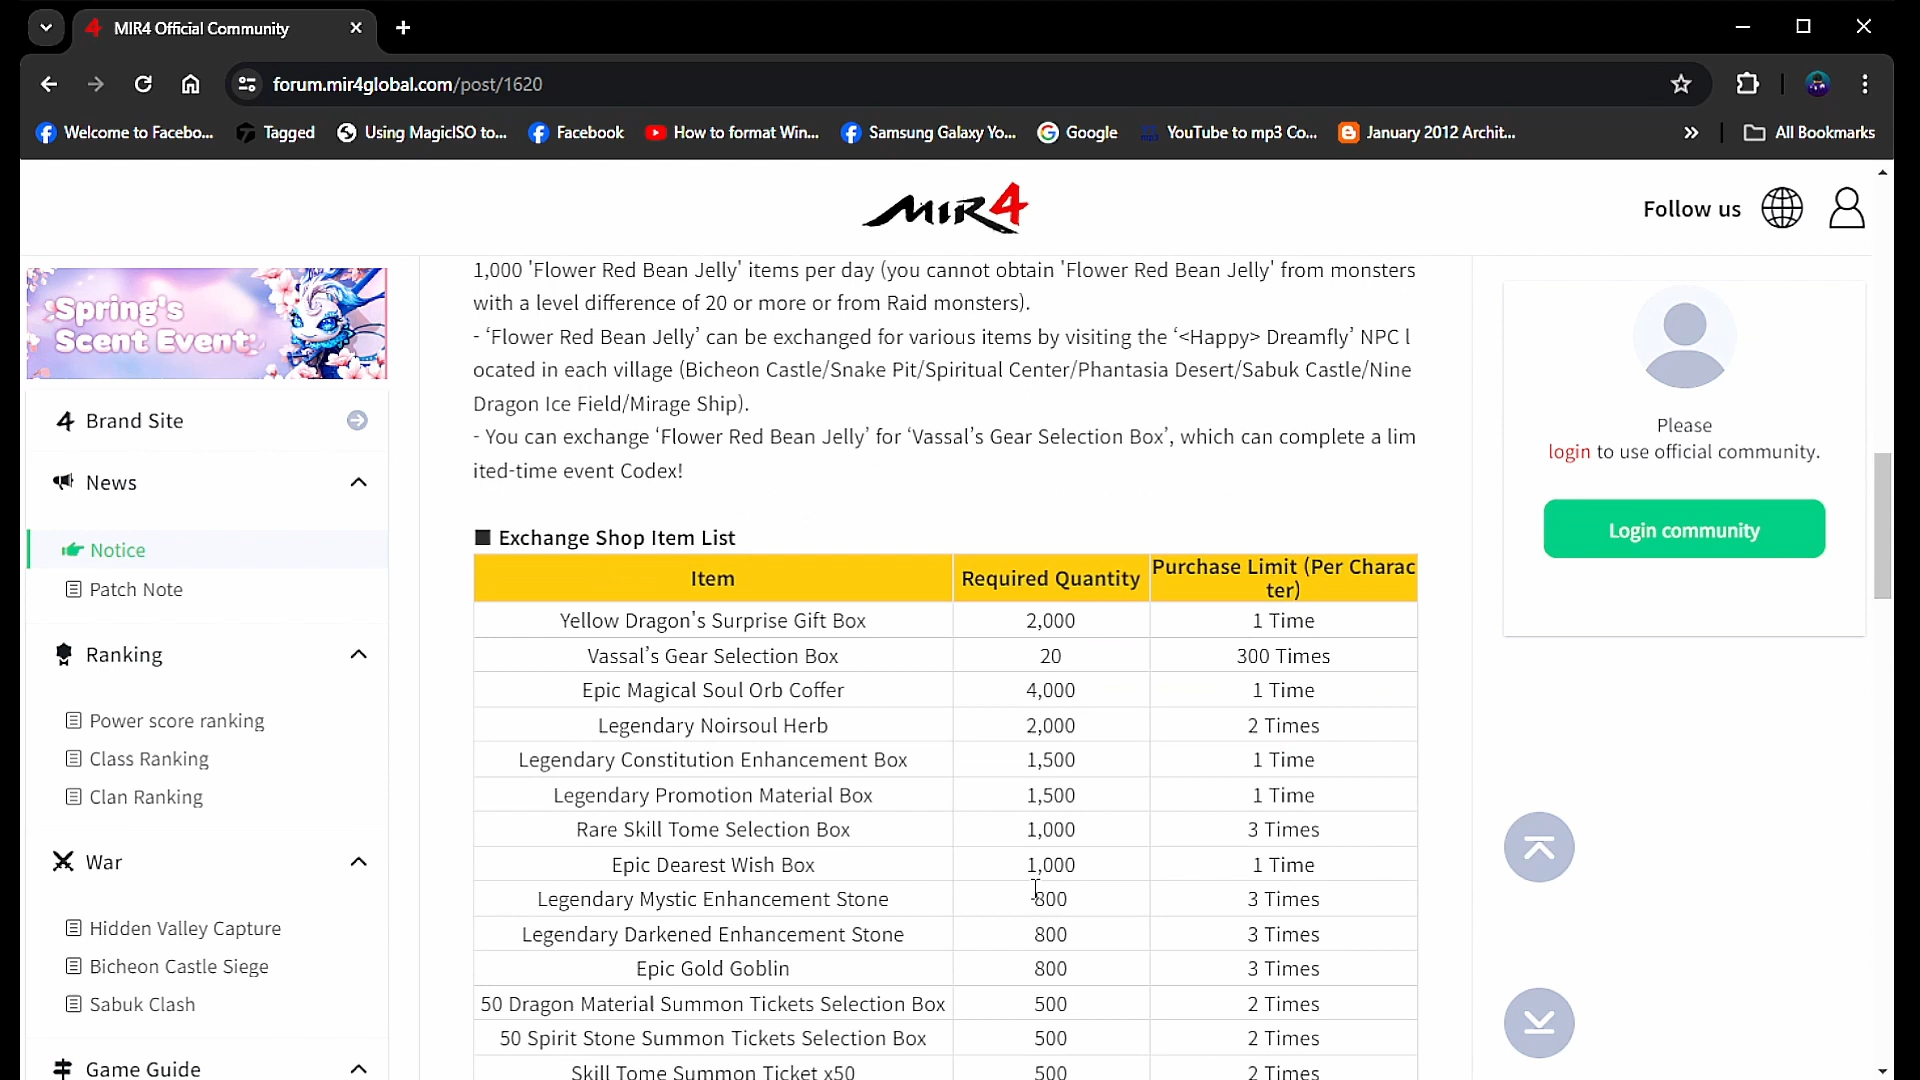 MIR4 Official Community
forum.mir4global.com/post/1620
Welcome to Facebo...
Tagged
Using MagicISO to...
Facebook
How to format Win...
Samsung Galaxy Yo...
Google
YouTube to mp3 Co...
January 2012 Archit...
All Bookmarks
MIR4
Follow us
Spring's
Scent Event
Brand Site
News
Notice
Patch Note
Ranking
Power score ranking
Class Ranking
Clan Ranking
War
Hidden Valley Capture
Bicheon Castle Siege
Sabuk Clash
Game Guide
1,000 'Flower Red Bean Jelly' items per day (you cannot obtain 'Flower Red Bean Jelly' from monsters
with a level difference of 20 or more or from Raid monsters).
- ‘Flower Red Bean Jelly’ can be exchanged for various items by visiting the ‘<Happy> Dreamfly’ NPC l
ocated in each village (Bicheon Castle/Snake Pit/Spiritual Center/Phantasia Desert/Sabuk Castle/Nine
Dragon Ice Field/Mirage Ship).
- You can exchange ‘Flower Red Bean Jelly’ for ‘Vassal’s Gear Selection Box’, which can complete a lim
ited-time event Codex!
■ Exchange Shop Item List
Item Required Quantity Purchase Limit (Per Charac
ter)
Yellow Dragon's Surprise Gift Box 2,000 1 Time
Vassal’s Gear Selection Box 20 300 Times
Epic Magical Soul Orb Coffer 4,000 1 Time
Legendary Noirsoul Herb 2,000 2 Times
Legendary Constitution Enhancement Box 1,500 1 Time
Legendary Promotion Material Box 1,500 1 Time
Rare Skill Tome Selection Box 1,000 3 Times
Epic Dearest Wish Box 1,000 1 Time
Legendary Mystic Enhancement Stone 800 3 Times
Legendary Darkened Enhancement Stone 800 3 Times
Epic Gold Goblin 800 3 Times
50 Dragon Material Summon Tickets Selection Box 500 2 Times
50 Spirit Stone Summon Tickets Selection Box 500 2 Times
Skill Tome Summon Ticket x50 500 2 Times
Please
login to use official community.
Login community